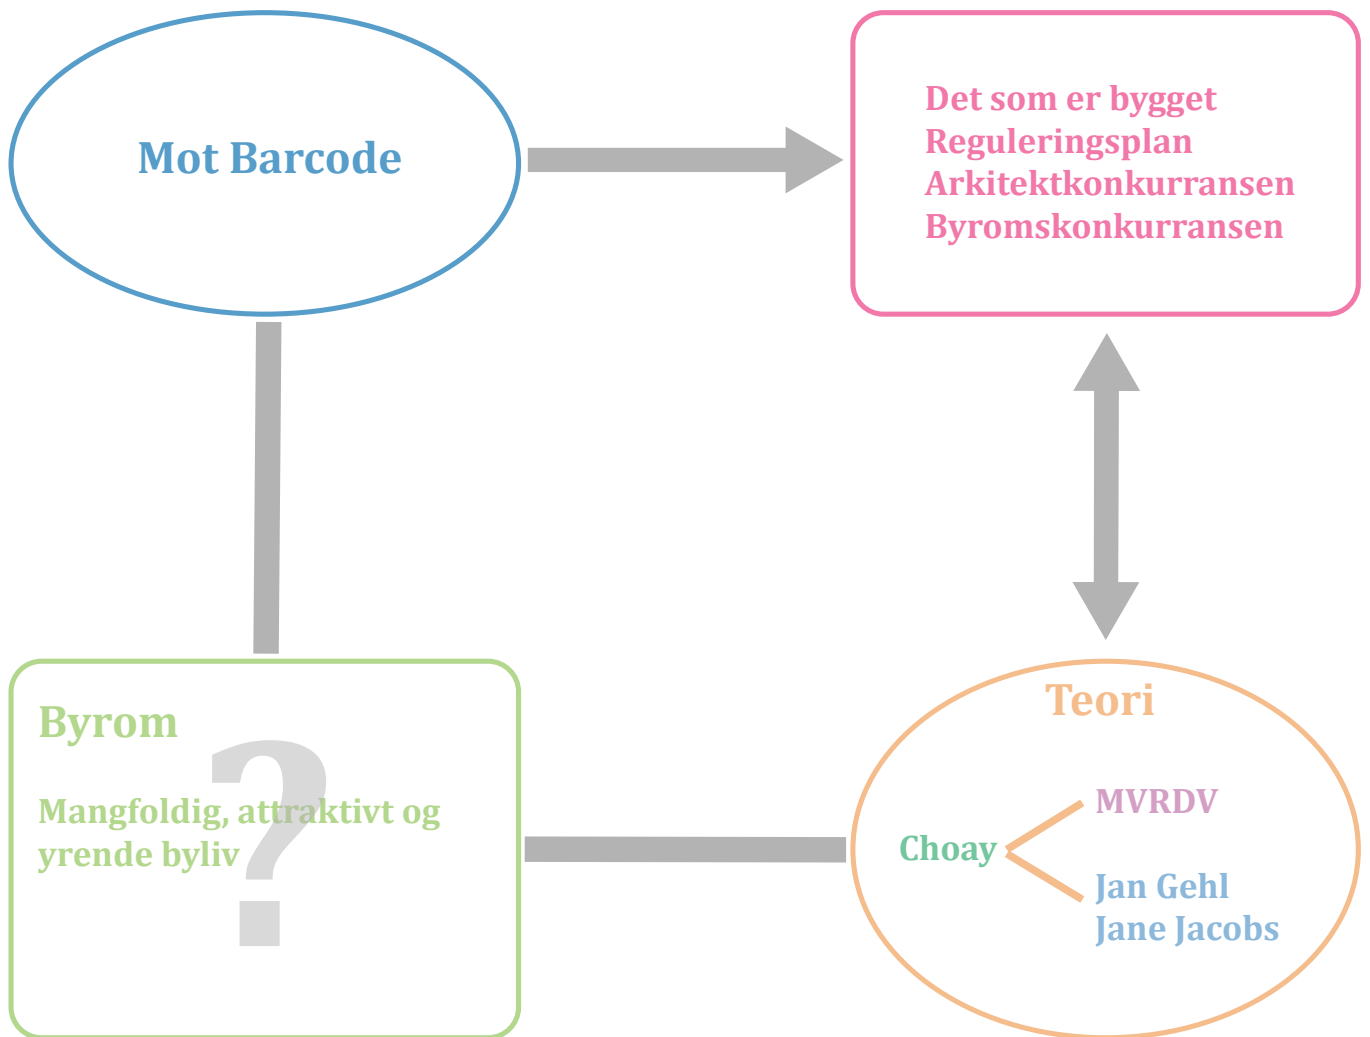 Mot Barcode
Det som er bygget
Reguleringsplan
Arkitektkonkurransen
Byromskonkurransen
Byrom
?
Mangfoldig, attraktivt og
yrende byliv
Teori
MVRDV
Choay
Jan Gehl
Jane Jacobs